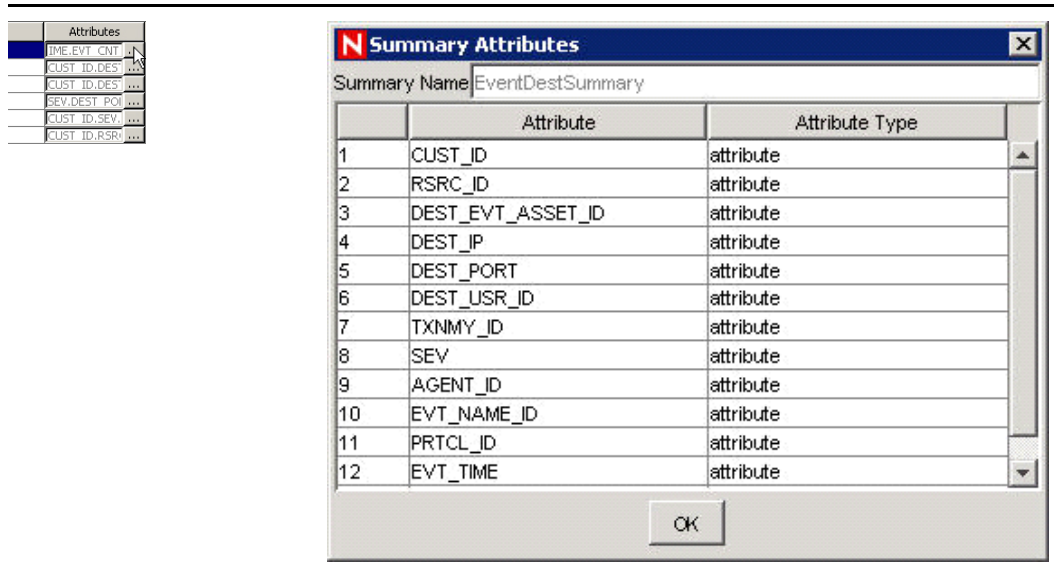 Attributes
IME.EVT_CNT ...
CUST_ID.DEST ...
CUST_ID.DEST ...
SEV.DEST_POI ...
CUST_ID.SEV. ...
CUST_ID.RSR ...
N Summary Attributes
Summary Name EventDestSummary
Attribute Attribute Type
1 CUST_ID attribute
2 RSRC_ID attribute
3 DEST_EVT_ASSET_ID attribute
4 DEST_IP attribute
5 DEST_PORT attribute
6 DEST_USR_ID attribute
7 TXNMY_ID attribute
8 SEV attribute
9 AGENT_ID attribute
10 EVT_NAME_ID attribute
11 PRTCL_ID attribute
12 EVT_TIME attribute
OK